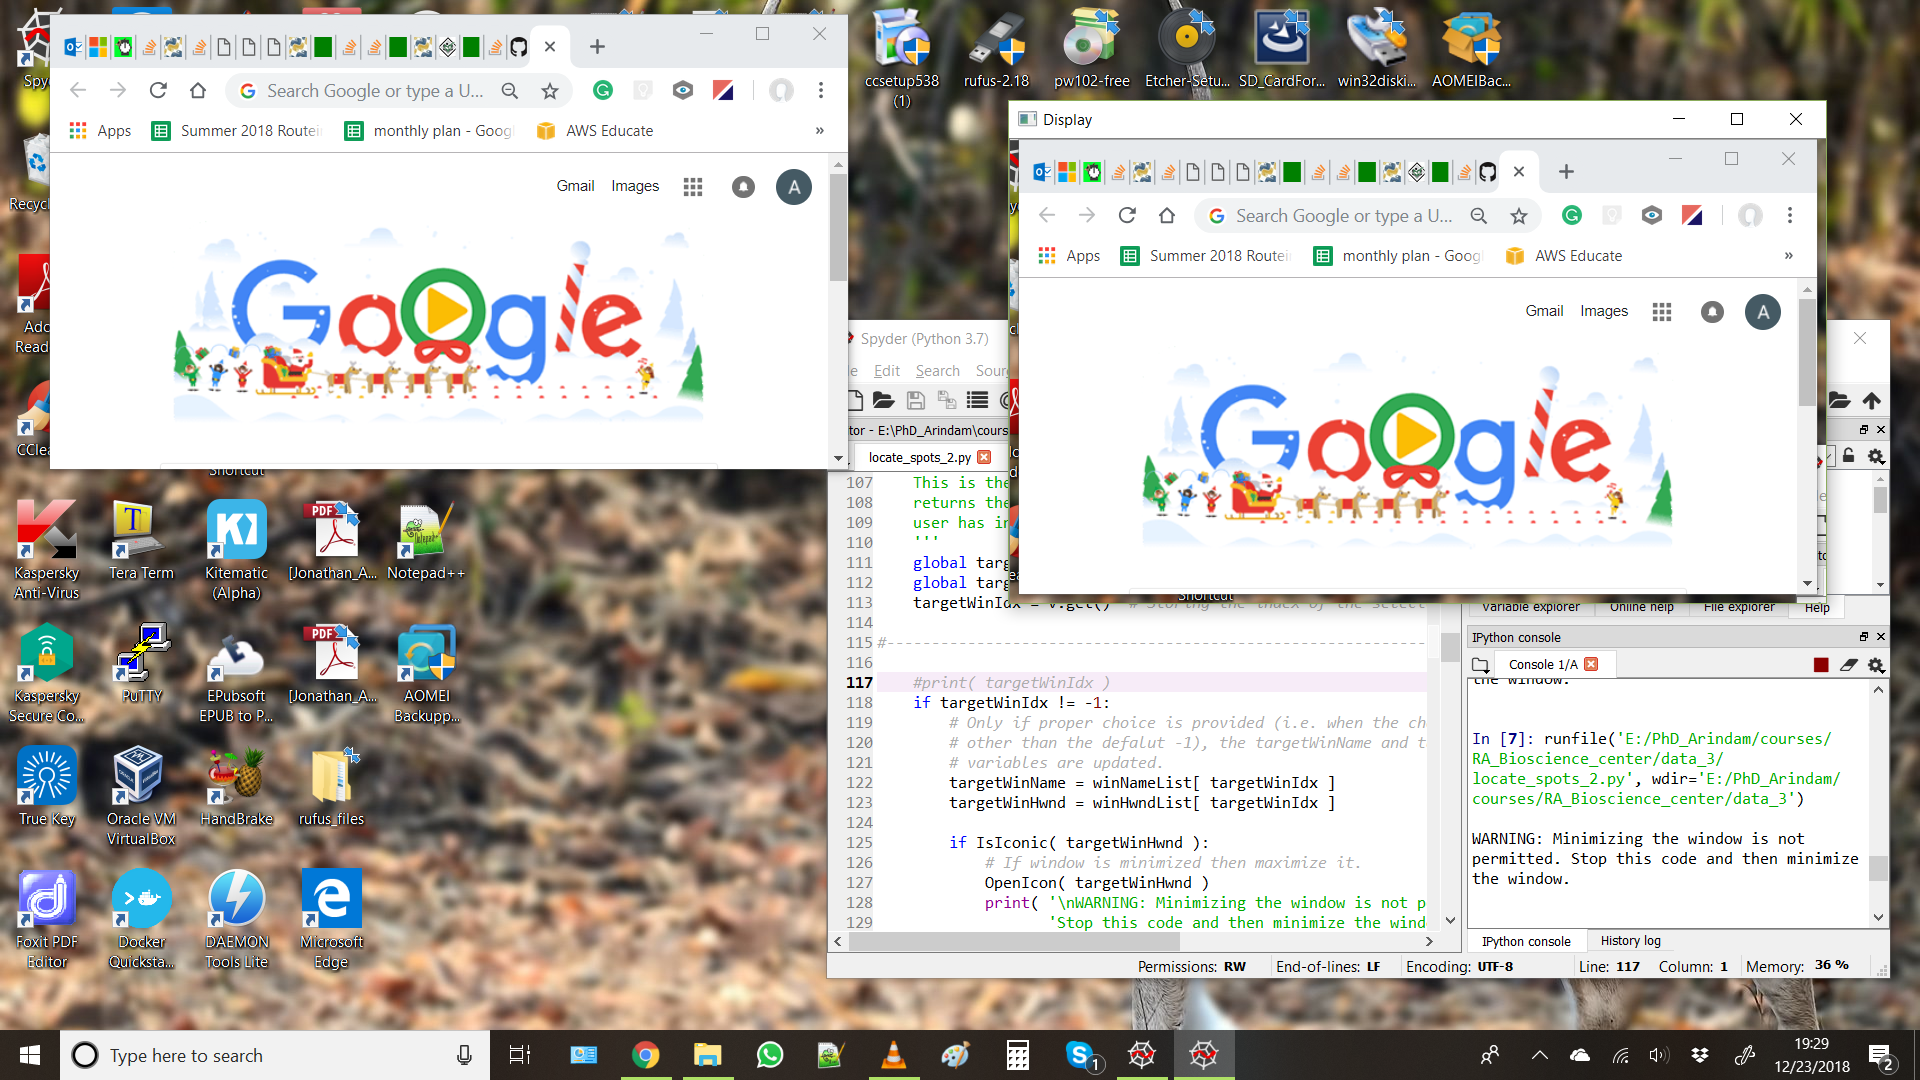 Search Google or type a U...
Apps
Summer 2018 Routei
monthly plan - Goog
AWS Educate
»
Gmail
Images
A
Google
ccsetup538
(1)
rufus-2.18
pw102-free
Etcher-Setu...
SD_CardFor...
win32diski...
AOMEIBac...
Display
Search Google or type a U...
Apps
Summer 2018 Routei
monthly plan - Goog
AWS Educate
»
Gmail
Images
A
Google
Shortcut
Spyder (Python 3.7)
Edit
Search
Sour
tor - E:\PhD_Arindam\cours
locate_spots_2.py
107 This is the
108 returns the
109 user has in
110 '''
111 global targ
112 global targ
113 targetWinIdx = v.get() # Storing the index of the select
114
115 #-----------------------------------------------------------
116
117 #print( targetWinIdx )
118 if targetWinIdx != -1:
119 # Only if proper choice is provided (i.e. when the ch
120 # other than the defalut -1), the targetWinName and t
121 # variables are updated.
122 targetWinName = winNameList[ targetWinIdx ]
123 targetWinHwnd = winHwndList[ targetWinIdx ]
124
125 if IsIconic( targetWinHwnd ):
126 # If window is minimized then maximize it.
127 OpenIcon( targetWinHwnd )
128 print( '\nWARNING: Minimizing the window is not p
129 'Stop this code and then minimize the wind
Variable explorer
Online help
File explorer
Help
IPython console
Console 1/A
the window.
In [7]: runfile('E:/PhD_Arindam/courses/
RA_Bioscience_center/data_3/
locate_spots_2.py', wdir='E:/PhD_Arindam/
courses/RA_Bioscience_center/data_3')
WARNING: Minimizing the window is not
permitted. Stop this code and then minimize
the window.
IPython console
History log
Permissions: RW
End-of-lines: LF
Encoding: UTF-8
Line: 117
Column: 1
Memory: 36 %
Spy
Recycl
Ado
Read
CClea
Shortcut
Kaspersky
Anti-Virus
Tera Term
Kitematic
(Alpha)
PDF
[Jonathan_A...
Notepad++
Kaspersky
Secure Co...
PuTTY
EPubsoft
EPUB to P...
PDF
[Jonathan_A...
AOMEI
Backupp...
True Key
Oracle VM
VirtualBox
HandBrake
rufus_files
Foxit PDF
Editor
Docker
Quicksta...
DAEMON
Tools Lite
Microsoft
Edge
Type here to search
1
19:29
12/23/2018
2